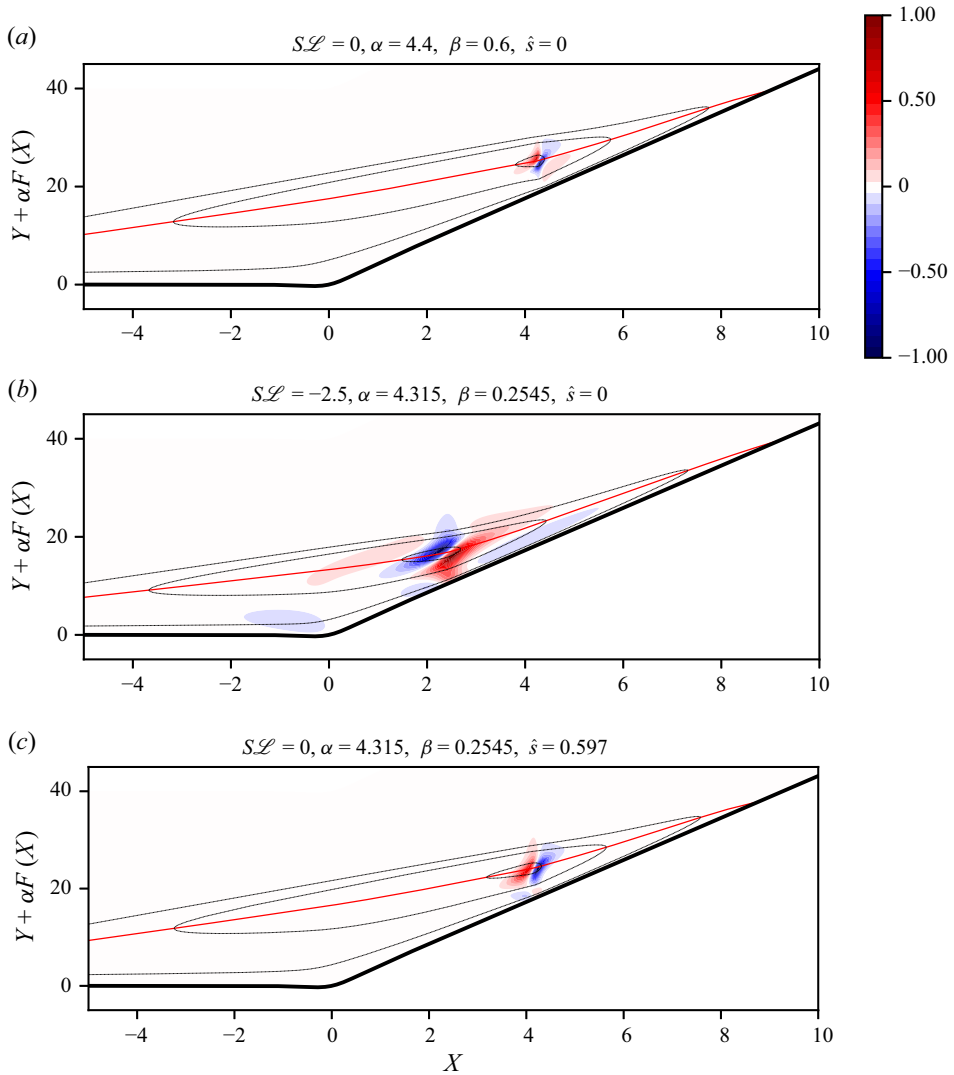 (a)
Sℒ = 0, α = 4.4, β = 0.6, ŝ = 0
1.00
0.50
0
−0.50
−1.00
Y + αF (X)
40
20
0
−4 −2 0 2 4 6 8 10
(b)
Sℒ = −2.5, α = 4.315, β = 0.2545, ŝ = 0
Y + αF (X)
40
20
0
−4 −2 0 2 4 6 8 10
(c)
Sℒ = 0, α = 4.315, β = 0.2545, ŝ = 0.597
Y + αF (X)
40
20
0
−4 −2 0 2 4 6 8 10
X